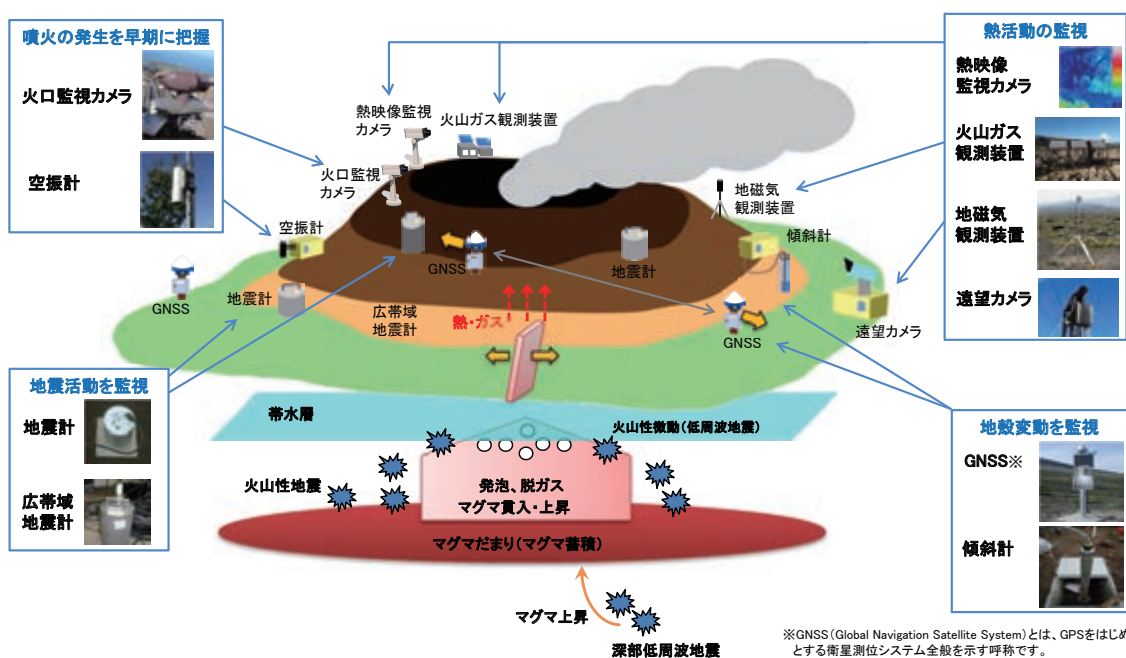 噴火の発生を早期に把握
火口監視カメラ
空振計
熱活動の監視
熱映像
監視カメラ
火山ガス
観測装置
地磁気
観測装置
遠望カメラ
熱映像監視
カメラ
火山ガス観測装置
火口監視
カメラ
地磁気
観測装置
空振計
傾斜計
GNSS
地震計
GNSS
地震計
広帯域
地震計
熱・ガス
GNSS
遠望カメラ
地震活動を監視
地震計
広帯域
地震計
帯水層
火山性微動(低周波地震)
火山性地震
発泡、脱ガス
マグマ貫入・上昇
マグマだまり(マグマ蓄積)
マグマ上昇
深部低周波地震
地殻変動を監視
GNSS※
傾斜計
※GNSS(Global Navigation Satellite System)とは、GPSをはじめ
とする衛星測位システム全般を示す呼称です。